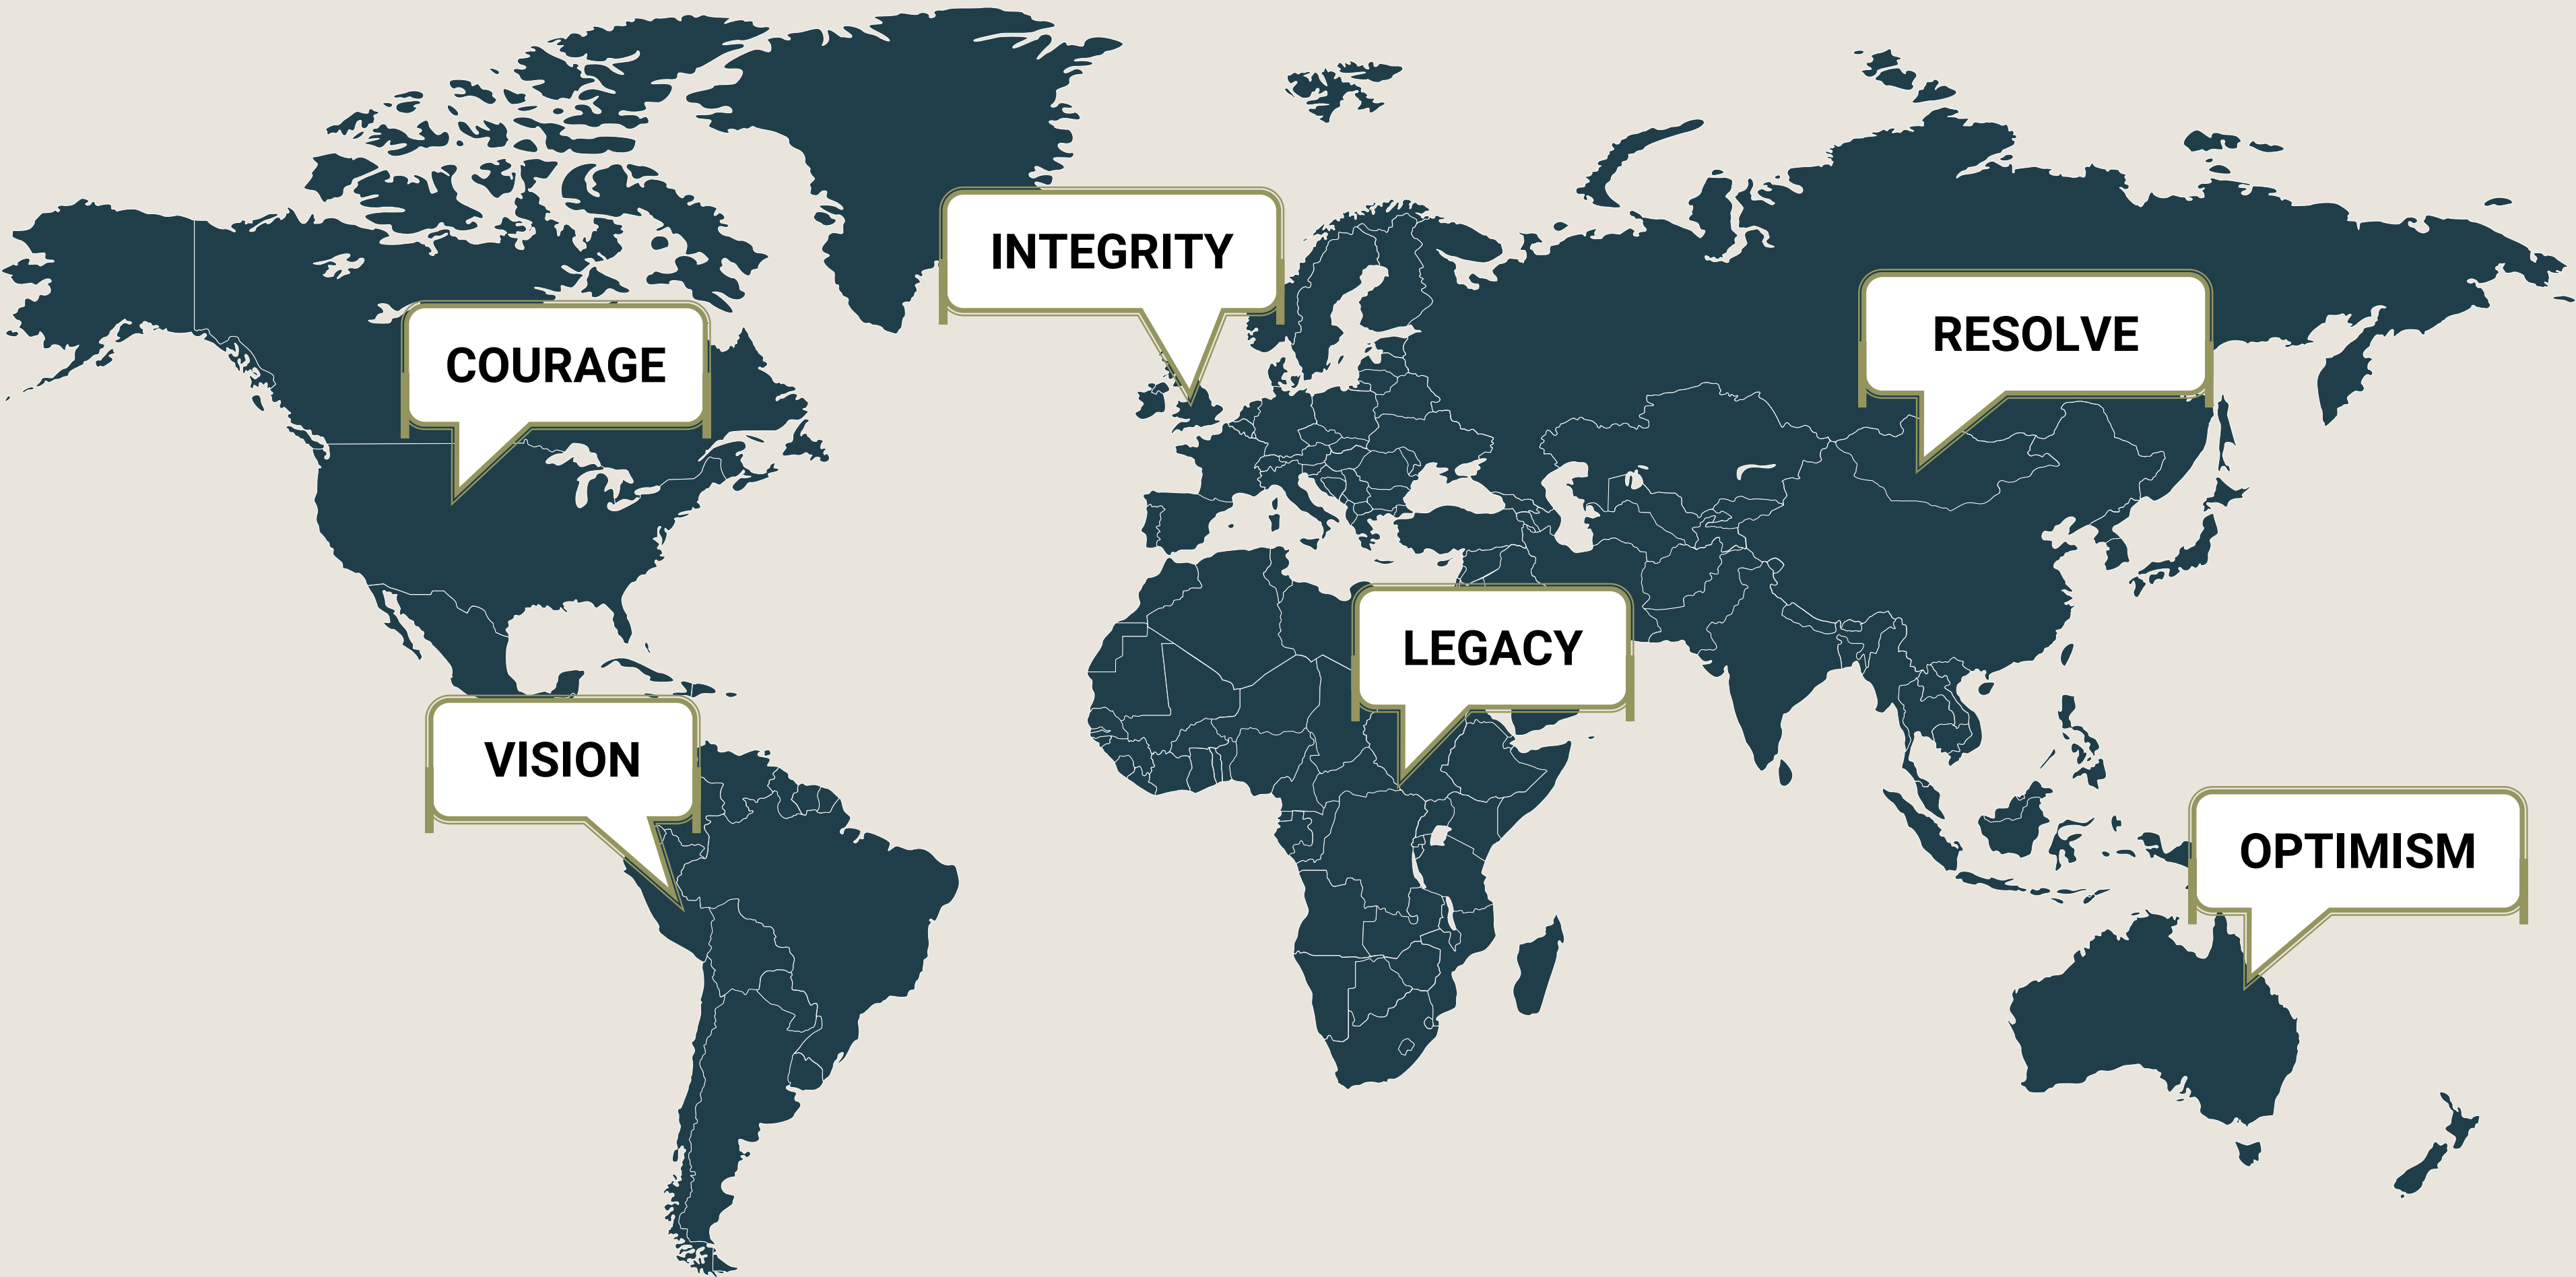 INTEGRITY
RESOLVE
COURAGE
LEGACY
VISION
OPTIMISM